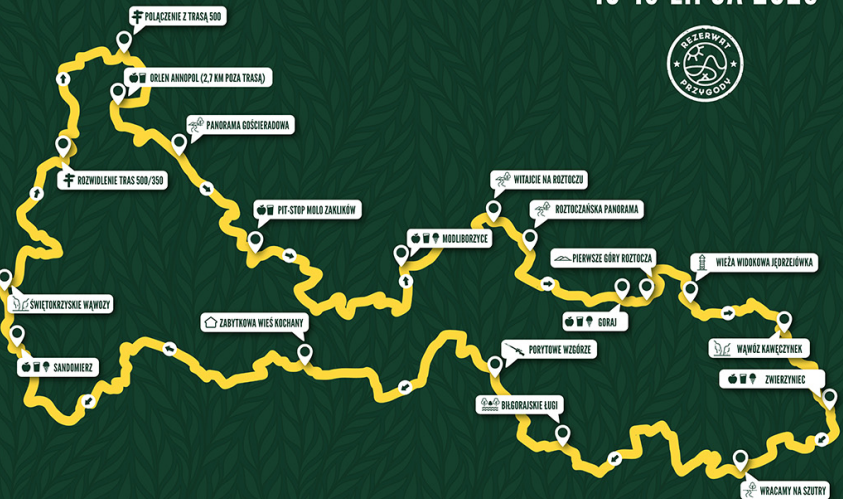 POŁĄCZENIE Z TRASĄ 500
REZERWAT
PRZYGODY
ORLEN ANNOPOL (2,7 KM POZA TRASĄ)
PANORAMA GOŚCIERADOWA
ROZWIDLENIE TRAS 500/350
WITAJCIE NA ROZTOCZU
PIT-STOP MOLO ZAKLIKÓW
ROZTOCZAŃSKA PANORAMA
MODLIBORZYCE
PIERWSZE GÓRY ROZTOCZA
WIEŻA WIDOKOWA JĘDRZEJÓWKA
ŚWIĘTOKRZYSKIE WĄWOZY
ZABYTKOWA WIEŚ KOCHANY
GORAJ
PORYTOWE WZGÓRZE
WĄWÓZ KAWĘCZYNEK
SANDOMIERZ
ZWIERZYNIEC
BIŁGORAJSKIE ŁUGI
WRACAMY NA SZUTRY